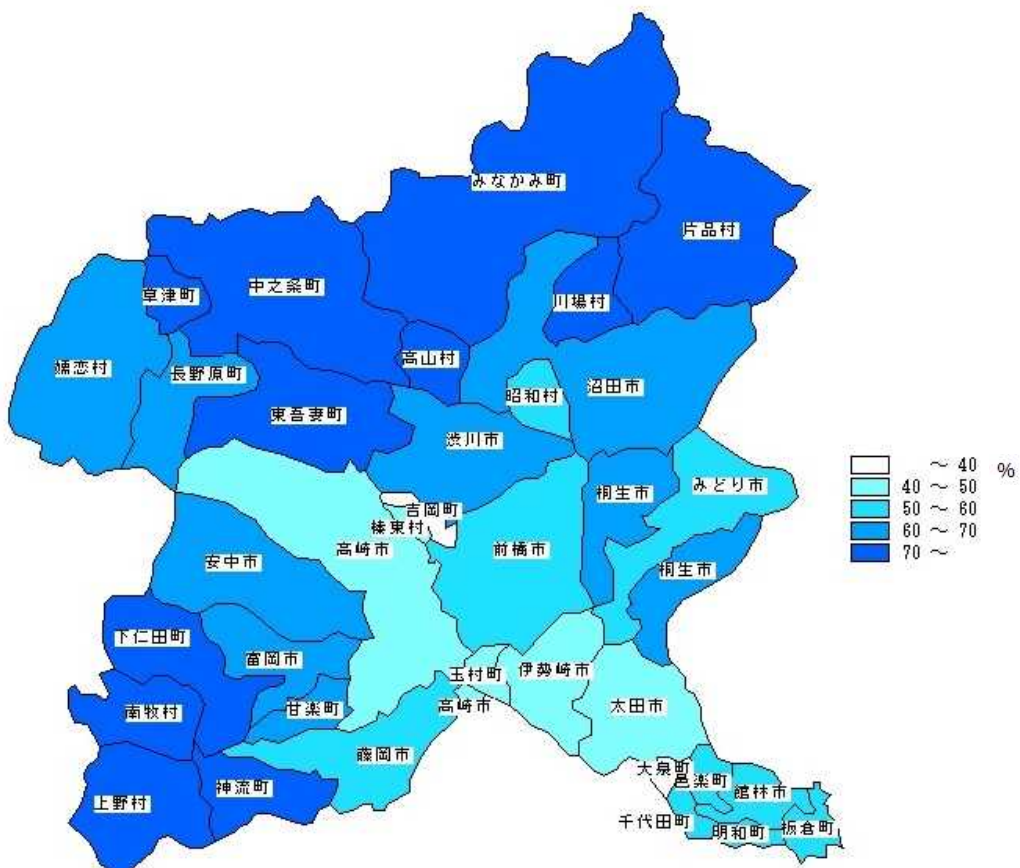 みなかみ町
片品村
中之条町
草津町
川場村
嬬恋村
長野原町
高山村
昭和村
沼田市
東吾妻町
渋川市
~ 40
%
40 ~ 50
50 ~ 60
60 ~ 70
70 ~
みどり市
桐生市
吉岡町
榛東村
高崎市
前橋市
安中市
桐生市
下仁田町
富岡市
玉村町
伊勢崎市
高崎市
太田市
南牧村
甘楽町
藤岡市
大泉町
邑楽町
館林市
上野村
神流町
千代田町
明和町
板倉町